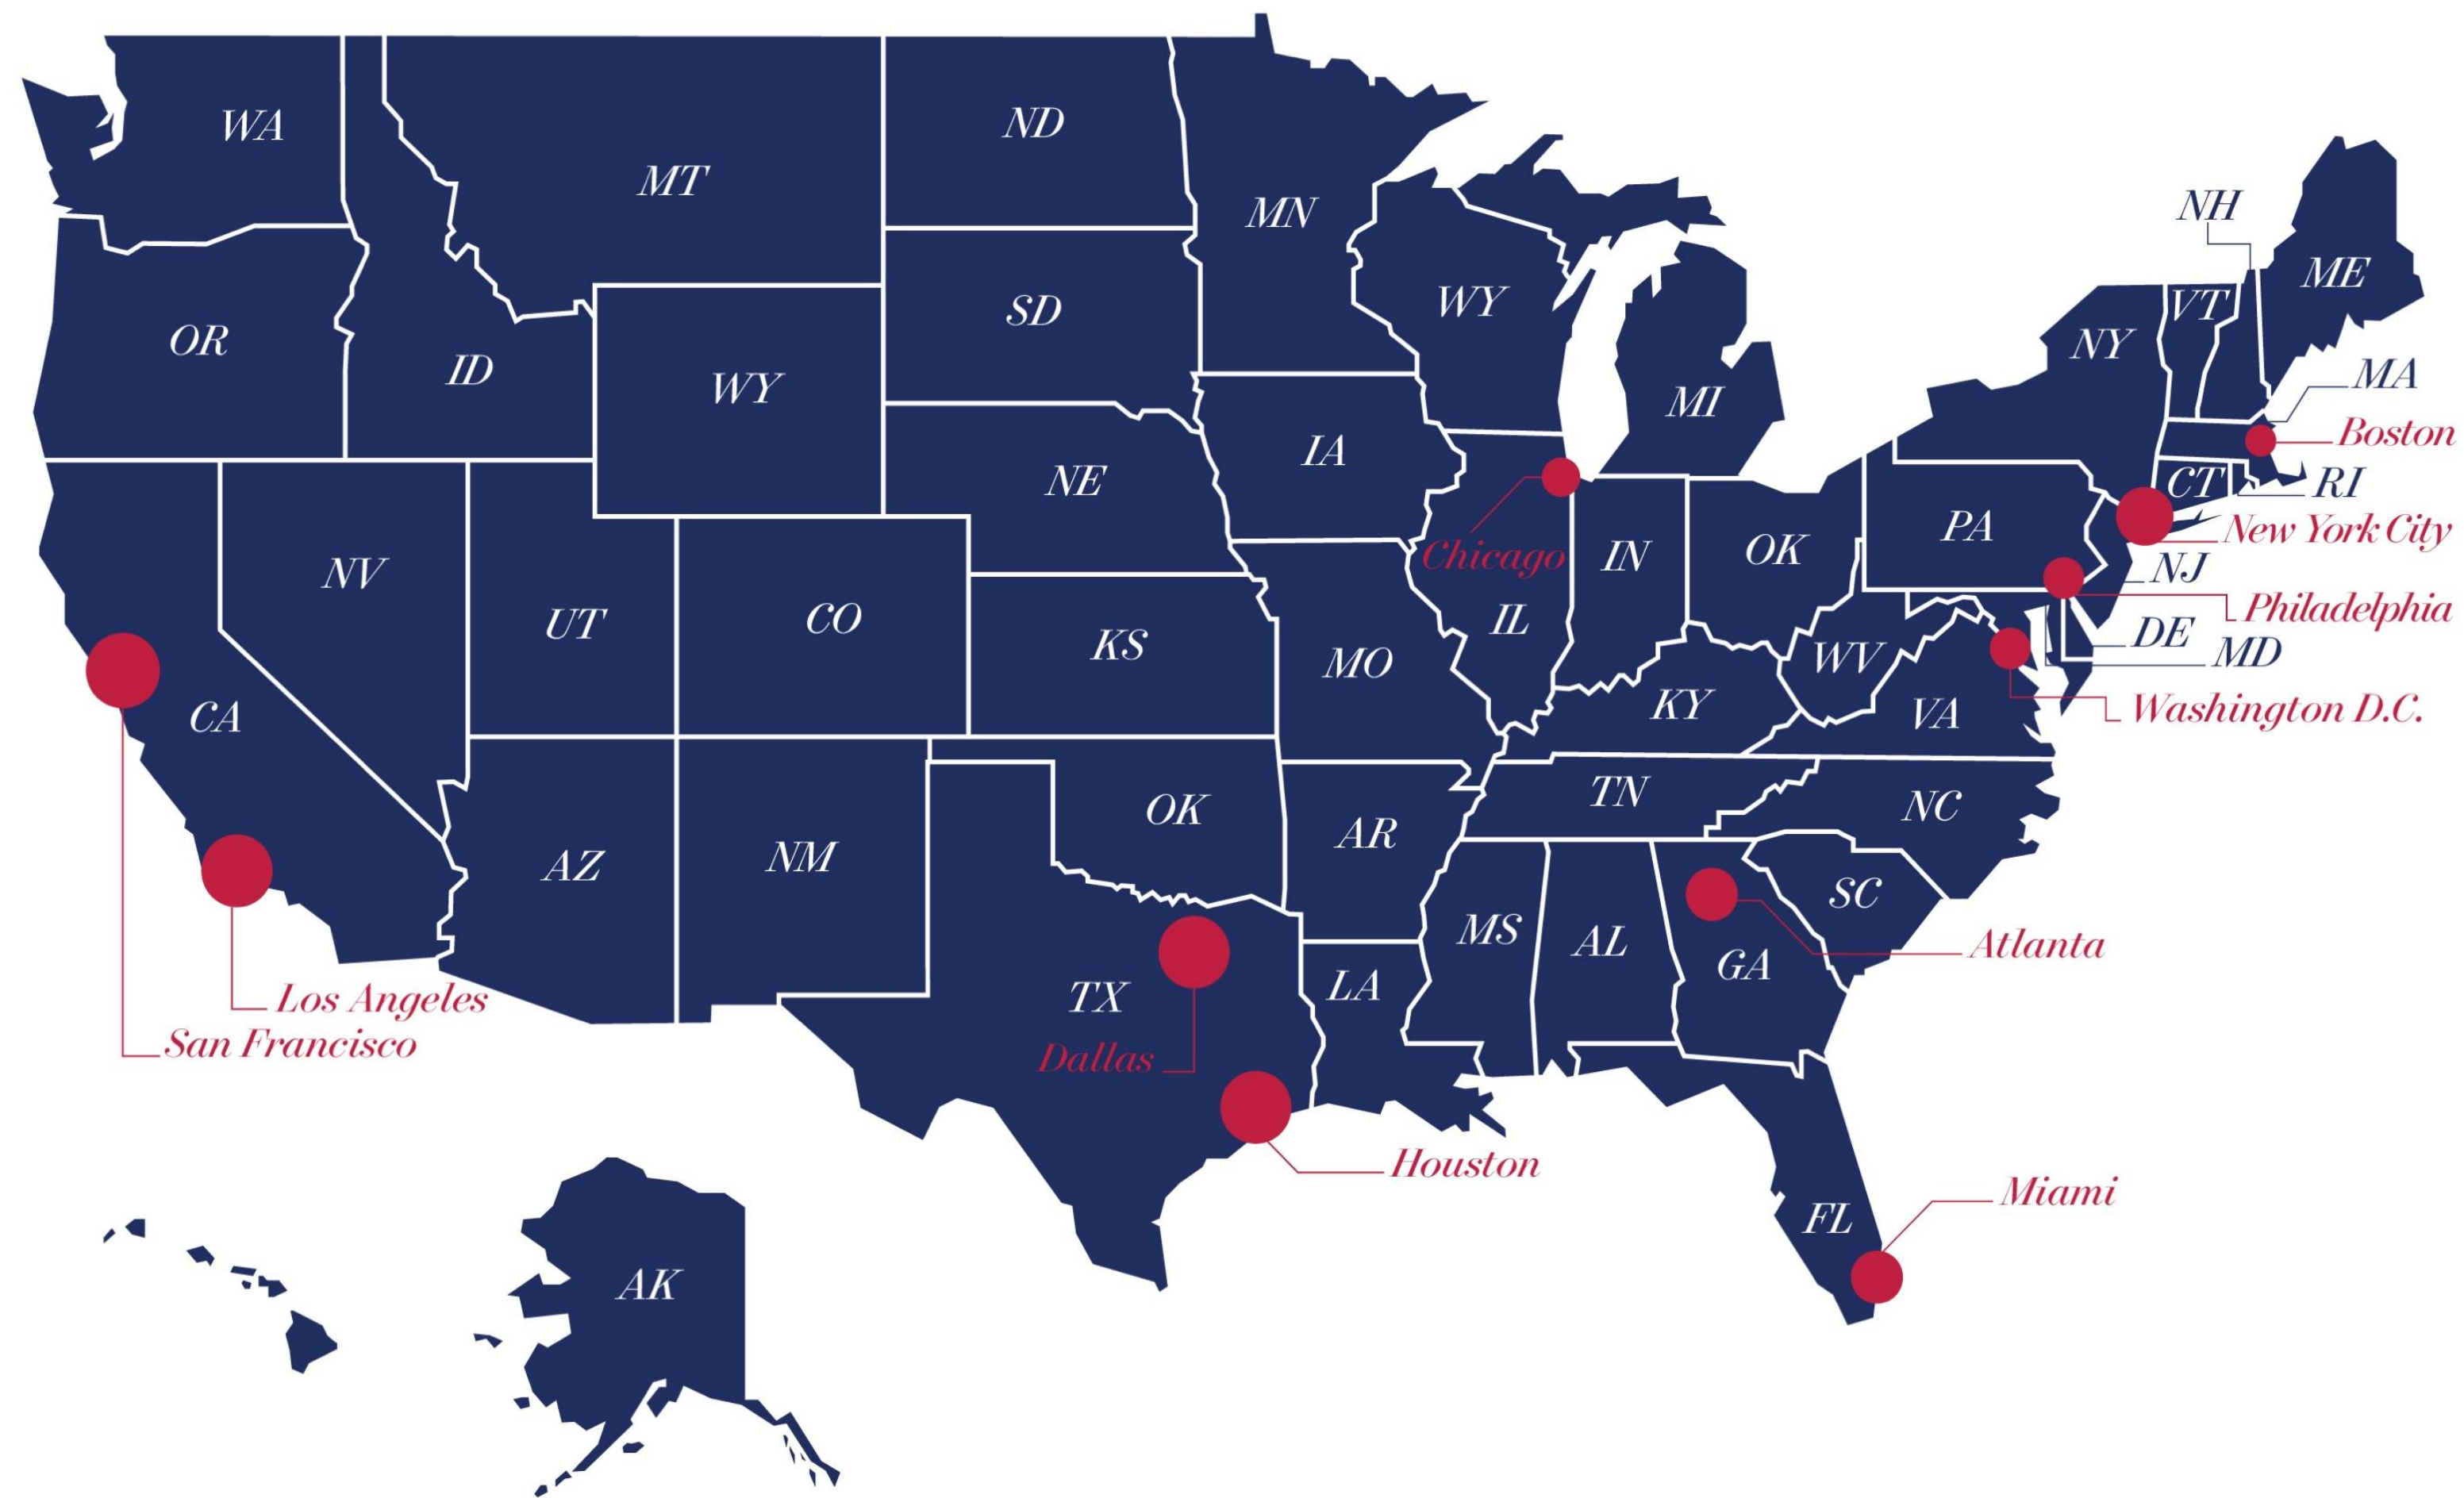 WA
ND
MT
MN
NH
ME
WY
VT
SD
OR
NY
ID
MA
WY
MI
Boston
IA
NE
CT
RI
PA
New York City
Chicago
IN
OK
NV
NJ
Philadelphia
UT
CO
IL
DE
KS
MD
WV
MO
KY
Washington D.C.
VA
CA
TN
NC
OK
AR
NM
AZ
SC
MS
AL
Atlanta
GA
LA
TX
Los Angeles
San Francisco
Dallas
Houston
Miami
FL
AK